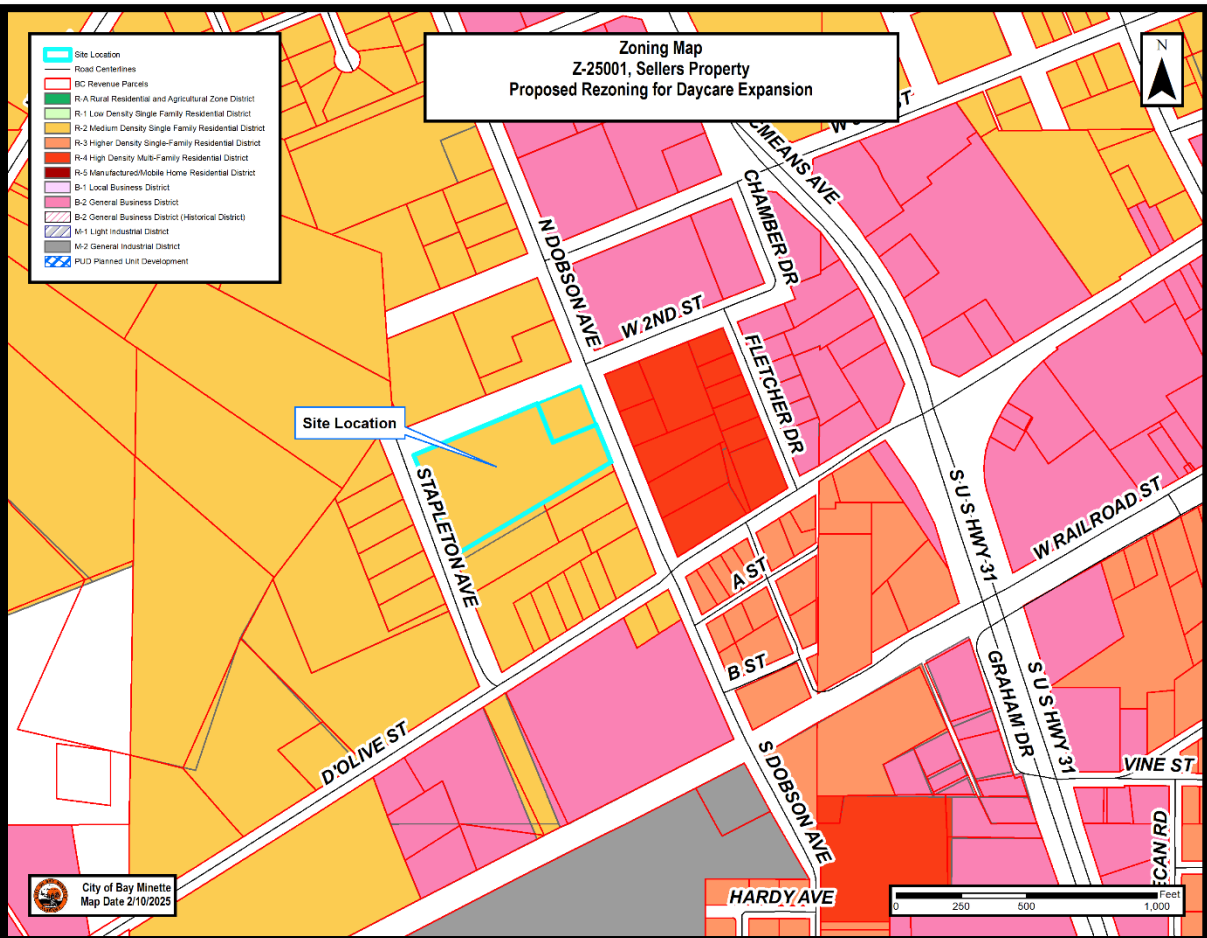 Zoning Map
Z-25001, Sellers Property
Proposed Rezoning for Daycare Expansion
N
Site Location
Road Centerlines
BC Revenue Parcels
R-A Rural Residential and Agricultural Zone District
R-1 Low Density Single Family Residential District
R-2 Medium Density Single Family Residential District
R-3 Higher Density Single-Family Residential District
R-4 High Density Multi-Family Residential District
R-5 Manufactured/Mobile Home Residential District
B-1 Local Business District
B-2 General Business District
B-2 General Business District (Historical District)
M-1 Light Industrial District
M-2 General Industrial District
PUD Planned Unit Development
CMEANS AVE
CHAMBER DR
N DOBSON AVE
W 2ND ST
FLETCHER DR
Site Location
STAPLETON AVE
S U S HWY 31
W RAILROAD ST
A ST
B ST
GRAHAM DR
S U S HWY 31
D'OLIVE ST
S DOBSON AVE
VINE ST
ECAN RD
HARDY AVE
City of Bay Minette
Map Date 2/10/2025
Feet
0 250 500 1,000